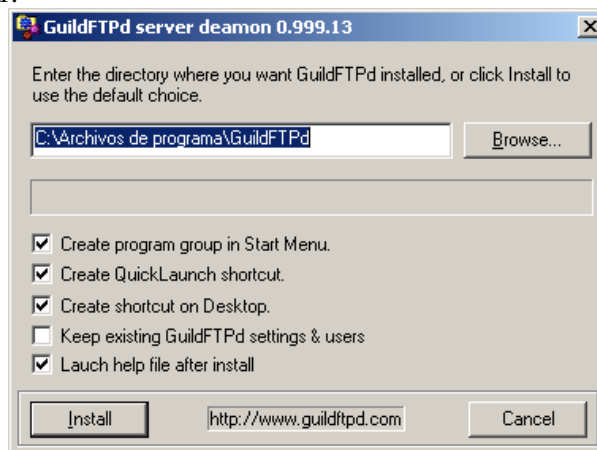 GuildFTPd server deamon 0.999.13
Enter the directory where you want GuildFTPd installed, or click Install to
use the default choice.
C:\Archivos de programa\GuildFTPd
Browse...
Create program group in Start Menu.
Create QuickLaunch shortcut.
Create shortcut on Desktop.
Keep existing GuildFTPd settings & users
Lauch help file after install
Install
http://www.guildftpd.com
Cancel